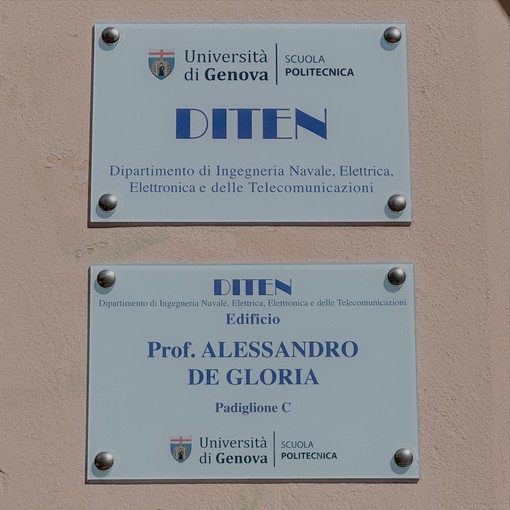 Università
di Genova
SCUOLA
POLITECNICA
DITEN
Dipartimento di Ingegneria Navale, Elettrica,
Elettronica e delle Telecomunicazioni
DITEN
Dipartimento di Ingegneria Navale, Elettrica, Elettronica e delle Telecomunicazioni
Edificio
Prof. ALESSANDRO
DE GLORIA
Padiglione C
Università
di Genova
SCUOLA
POLITECNICA